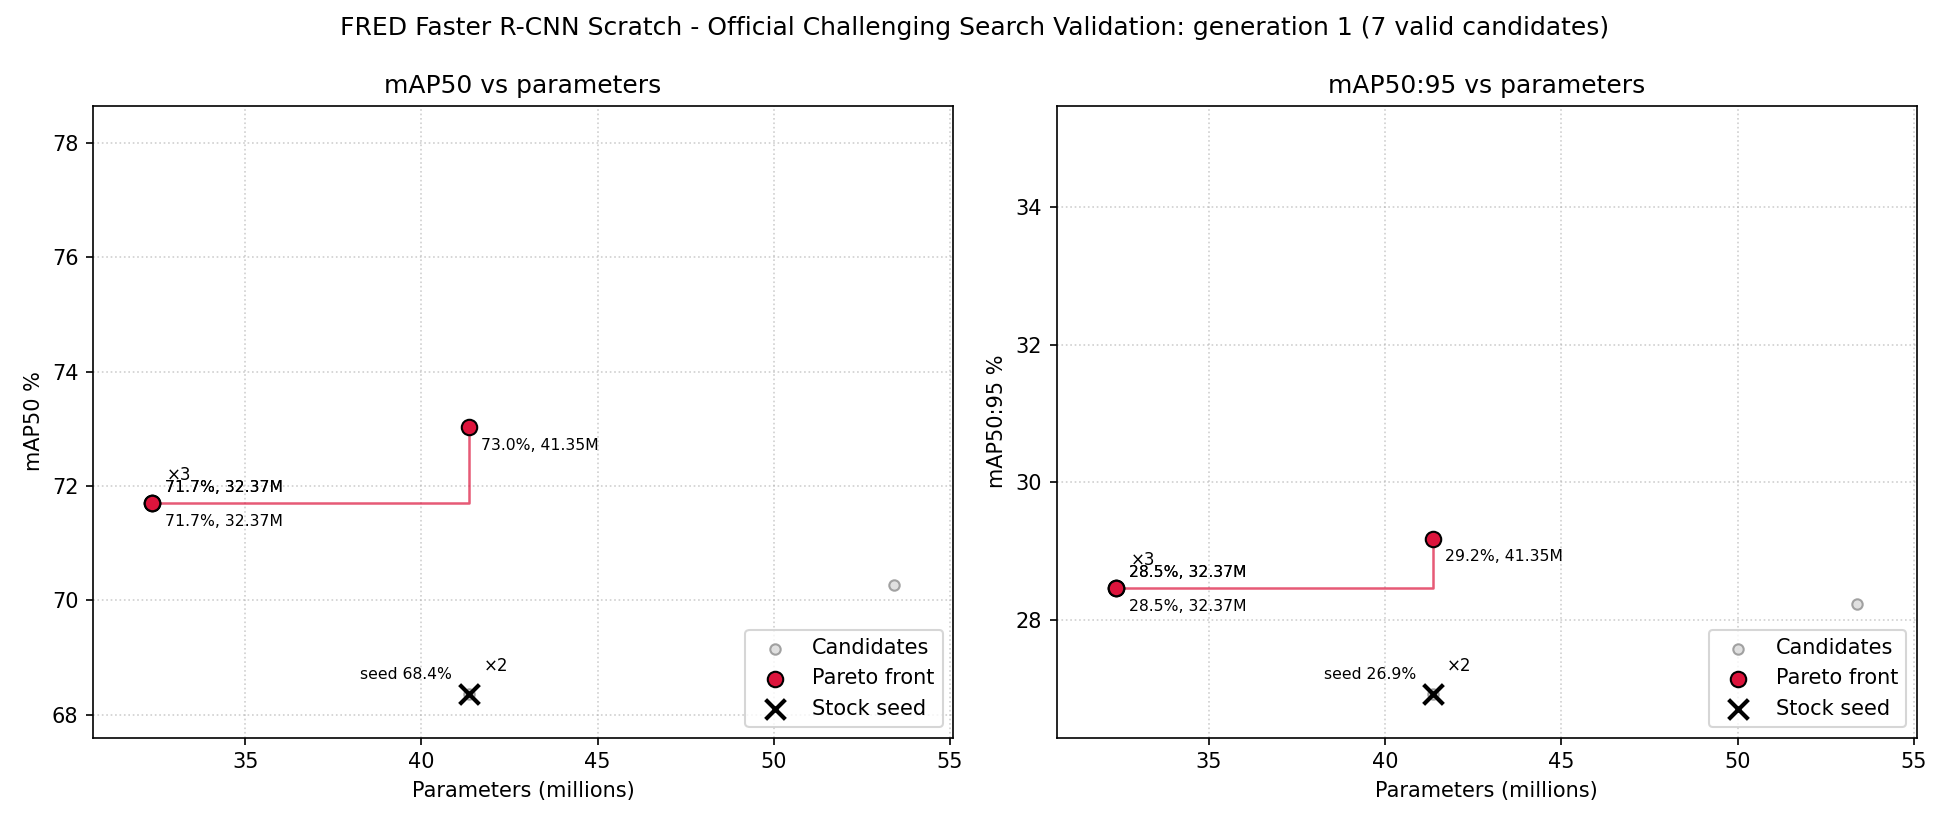 FRED Faster R-CNN Scratch - Official Challenging Search Validation: generation 1 (7 valid candidates)
mAP50 vs parameters
mAP50 %
78
76
74
72
70
68
×3
71.7%, 32.37M
71.7%, 32.37M
73.0%, 41.35M
seed 68.4%
×2
Candidates
Pareto front
Stock seed
35
40
45
50
55
Parameters (millions)
mAP50:95 vs parameters
mAP50:95 %
34
32
30
28
×3
28.5%, 32.37M
28.5%, 32.37M
29.2%, 41.35M
seed 26.9%
×2
Candidates
Pareto front
Stock seed
35
40
45
50
55
Parameters (millions)